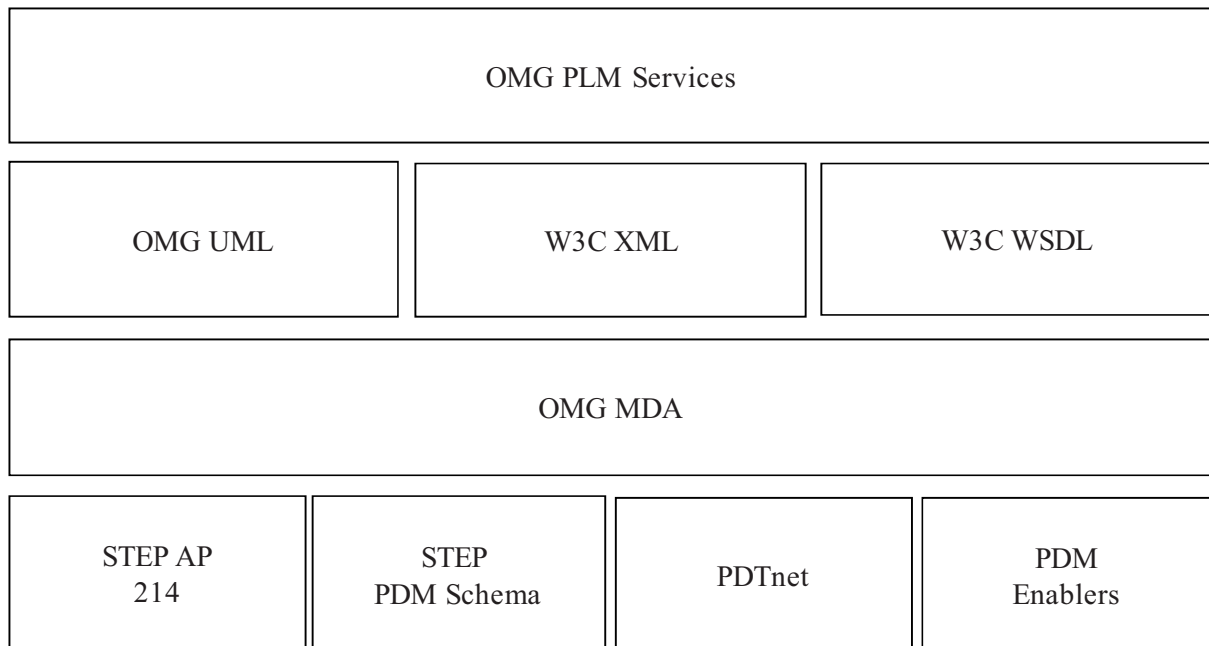 OMG PLM Services
OMG UML
W3C XML
W3C WSDL
OMG MDA
STEP AP
214
STEP
PDM Schema
PDTnet
PDM
Enablers